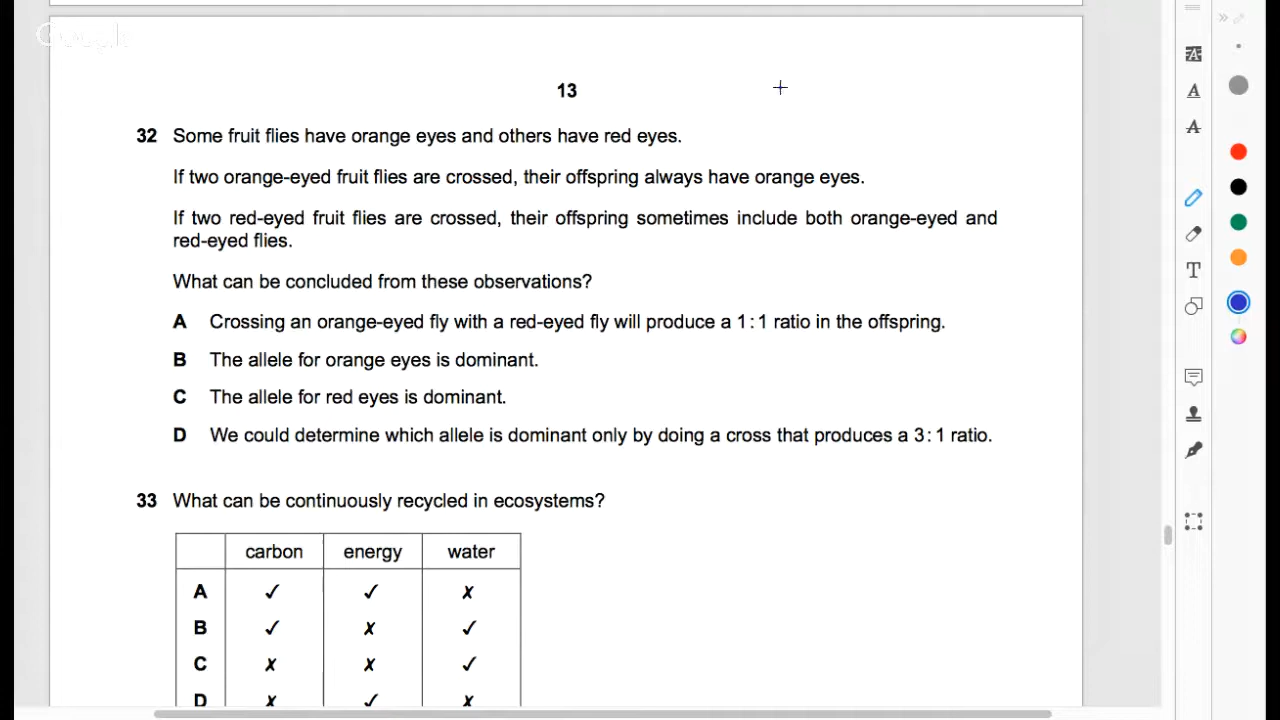 Google
13
32 Some fruit flies have orange eyes and others have red eyes.
If two orange-eyed fruit flies are crossed, their offspring always have orange eyes.
If two red-eyed fruit flies are crossed, their offspring sometimes include both orange-eyed and
red-eyed flies.
What can be concluded from these observations?
A Crossing an orange-eyed fly with a red-eyed fly will produce a 1 : 1 ratio in the offspring.
B The allele for orange eyes is dominant.
C The allele for red eyes is dominant.
D We could determine which allele is dominant only by doing a cross that produces a 3 : 1 ratio.
33 What can be continuously recycled in ecosystems?
carbon energy water
A ✓ ✓ ✗
B ✓ ✗ ✓
C ✗ ✗ ✓
D ✗ ✓ ✗
A
A
A
T